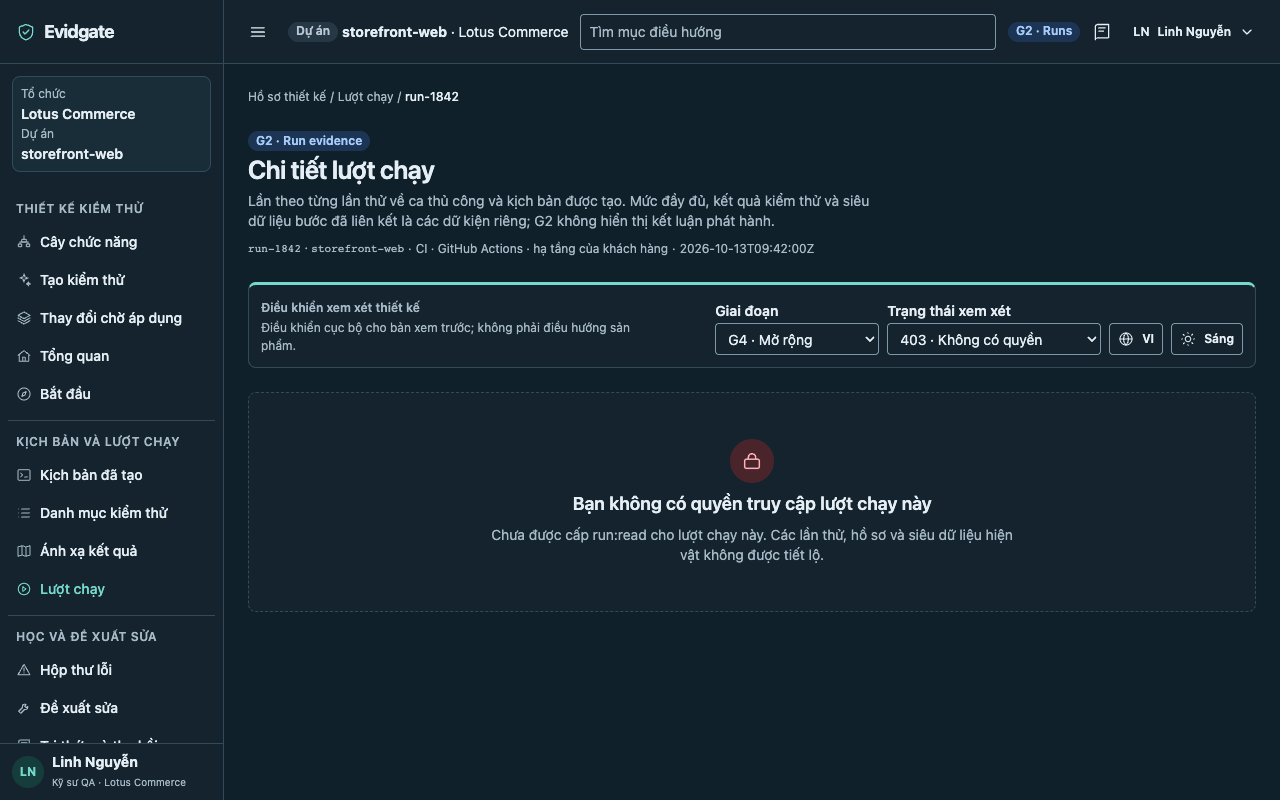 Evidgate
Dự án storefront-web · Lotus Commerce
Tìm mục điều hướng
G2 · Runs
LN Linh Nguyễn
Tổ chức
Lotus Commerce
Dự án
storefront-web
THIẾT KẾ KIỂM THỬ
Cây chức năng
Tạo kiểm thử
Thay đổi chờ áp dụng
Tổng quan
Bắt đầu
KỊCH BẢN VÀ LƯỢT CHẠY
Kịch bản đã tạo
Danh mục kiểm thử
Ánh xạ kết quả
Lượt chạy
HỌC VÀ ĐỀ XUẤT SỬA
Hộp thư lỗi
Đề xuất sửa
LN
Linh Nguyễn
Kỹ sư QA · Lotus Commerce
Hồ sơ thiết kế / Lượt chạy / run-1842
G2 · Run evidence
Chi tiết lượt chạy
Lần theo từng lần thử về ca thủ công và kịch bản được tạo. Mức đầy đủ, kết quả kiểm thử và siêu
dữ liệu bước đã liên kết là các dữ kiện riêng; G2 không hiển thị kết luận phát hành.
run-1842 · storefront-web · CI · GitHub Actions · hạ tầng của khách hàng · 2026-10-13T09:42:00Z
Điều khiển xem xét thiết kế
Điều khiển cục bộ cho bản xem trước; không phải điều hướng sản
phẩm.
Giai đoạn
G4 · Mở rộng
Trạng thái xem xét
403 · Không có quyền
VI
Sáng
Bạn không có quyền truy cập lượt chạy này
Chưa được cấp run:read cho lượt chạy này. Các lần thử, hồ sơ và siêu dữ liệu hiện
vật không được tiết lộ.